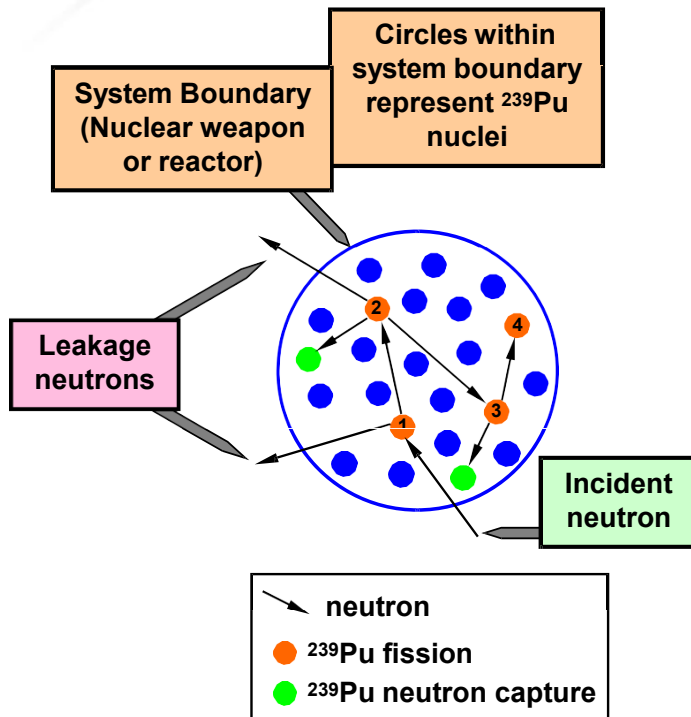 Circles within
system boundary
represent ²³⁹Pu
nuclei
System Boundary
(Nuclear weapon
or reactor)
2
4
Leakage
neutrons
3
1
Incident
neutron
neutron
²³⁹Pu fission
²³⁹Pu neutron capture